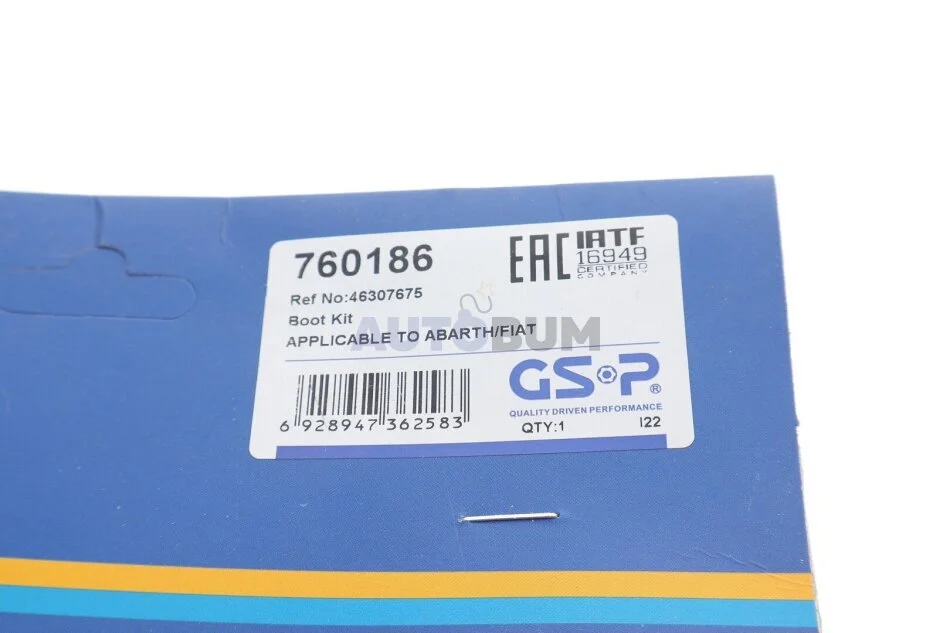 760186
EAC
IATF
16949
CERTIFIED
COMPANY
Ref No:46307675
Boot Kit
APPLICABLE TO ABARTH/FIAT
AUTOBUM
GSP®
QUALITY DRIVEN PERFORMANCE
6 928947 362583
QTY:1
I22